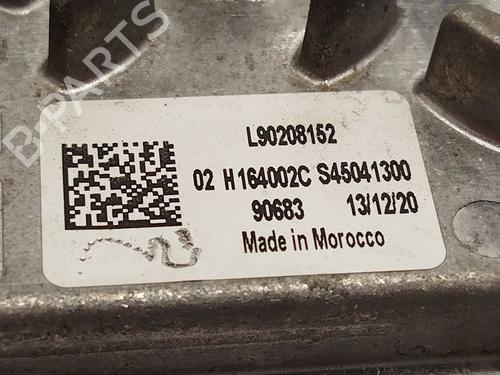 B-PARTS
L90208152
02 H164002C S45041300
90683 13/12/20
Made in Morocco